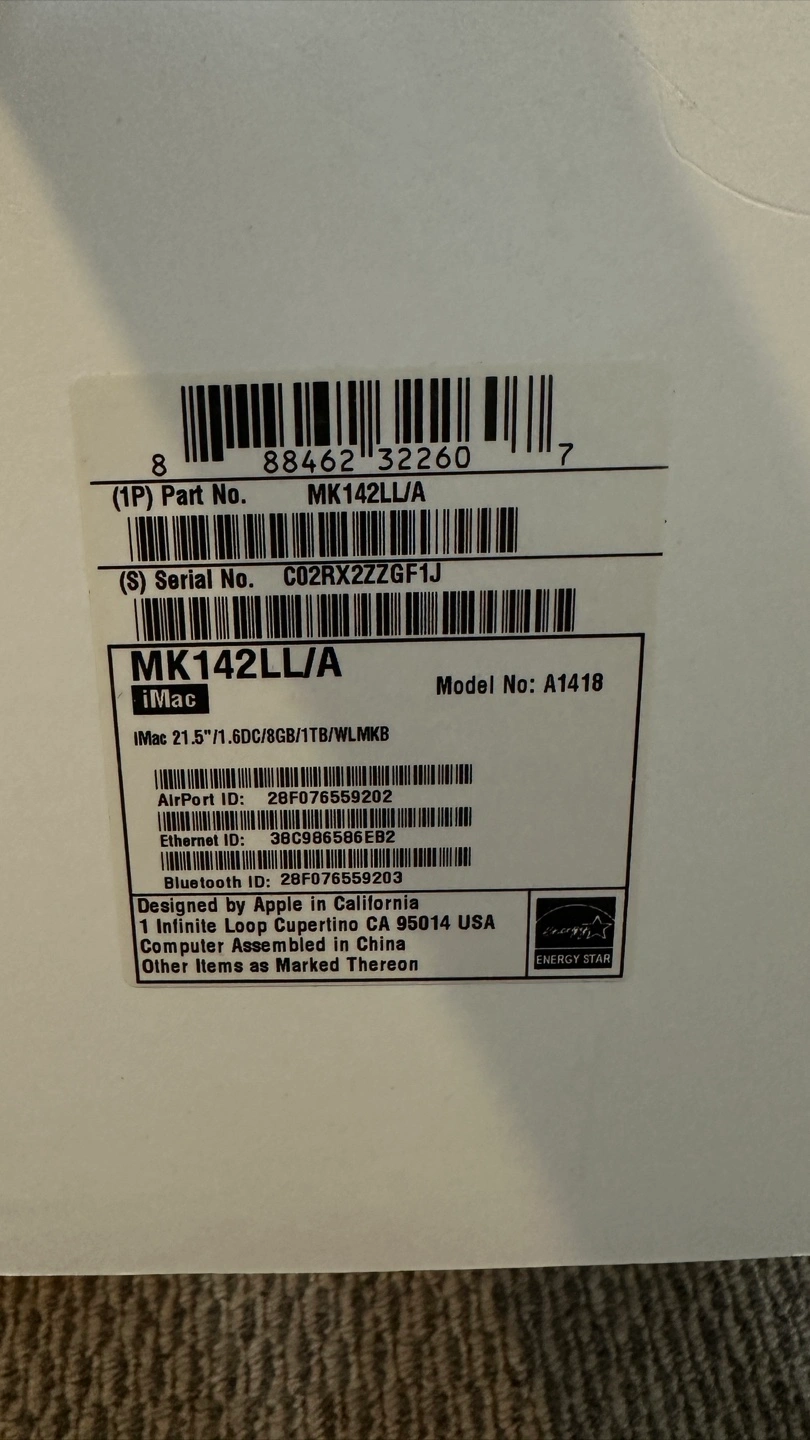 8 88462 32260 7
(1P) Part No. MK142LL/A
(S) Serial No. C02RX2ZZGF1J
MK142LL/A
iMac
Model No: A1418
iMac 21.5"/1.6DC/8GB/1TB/WLMKB
AirPort ID: 28F076559202
Ethernet ID: 38C986586EB2
Bluetooth ID: 28F076559203
Designed by Apple in California
1 Infinite Loop Cupertino CA 95014 USA
Computer Assembled in China
Other Items as Marked Thereon
energy
ENERGY STAR